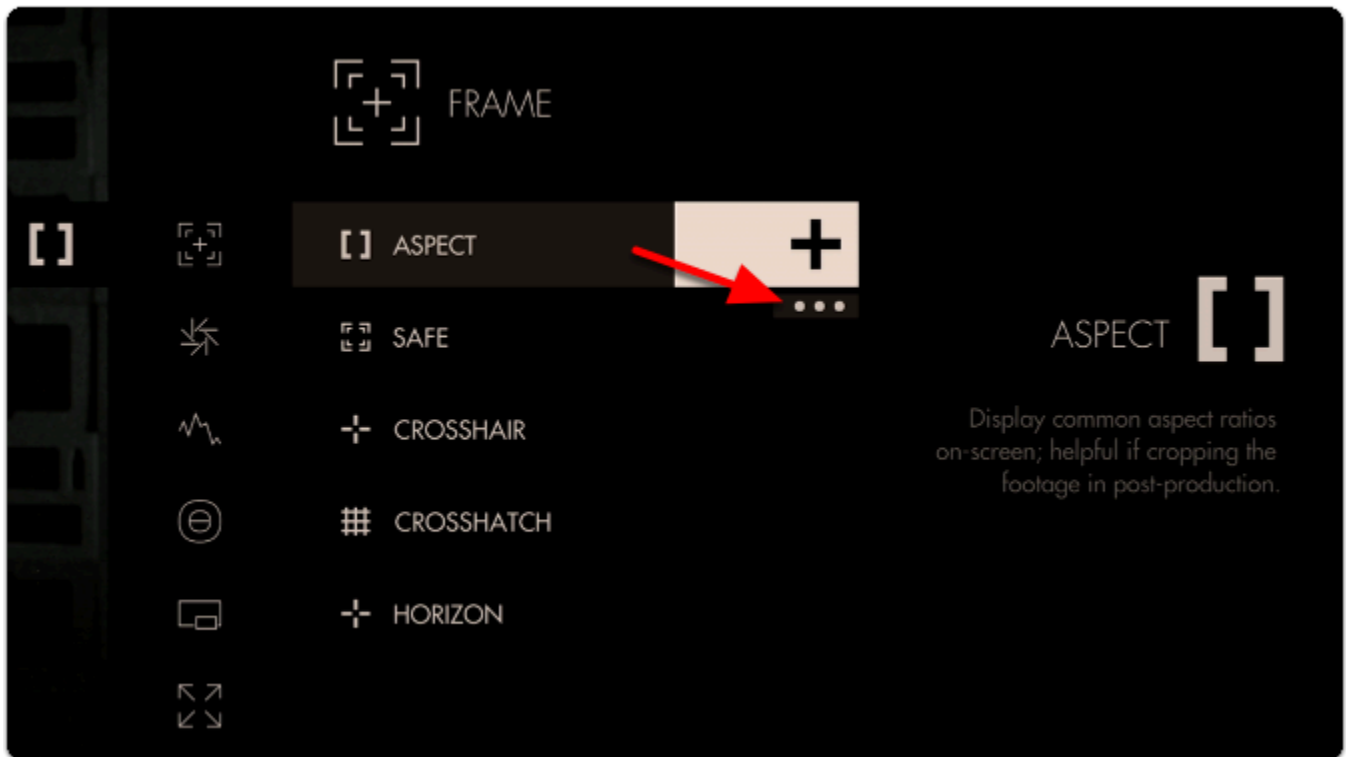 FRAME
ASPECT
SAFE
CROSSHAIR
CROSSHATCH
HORIZON
ASPECT
Display common aspect ratios
on-screen; helpful if cropping the
footage in post-production.